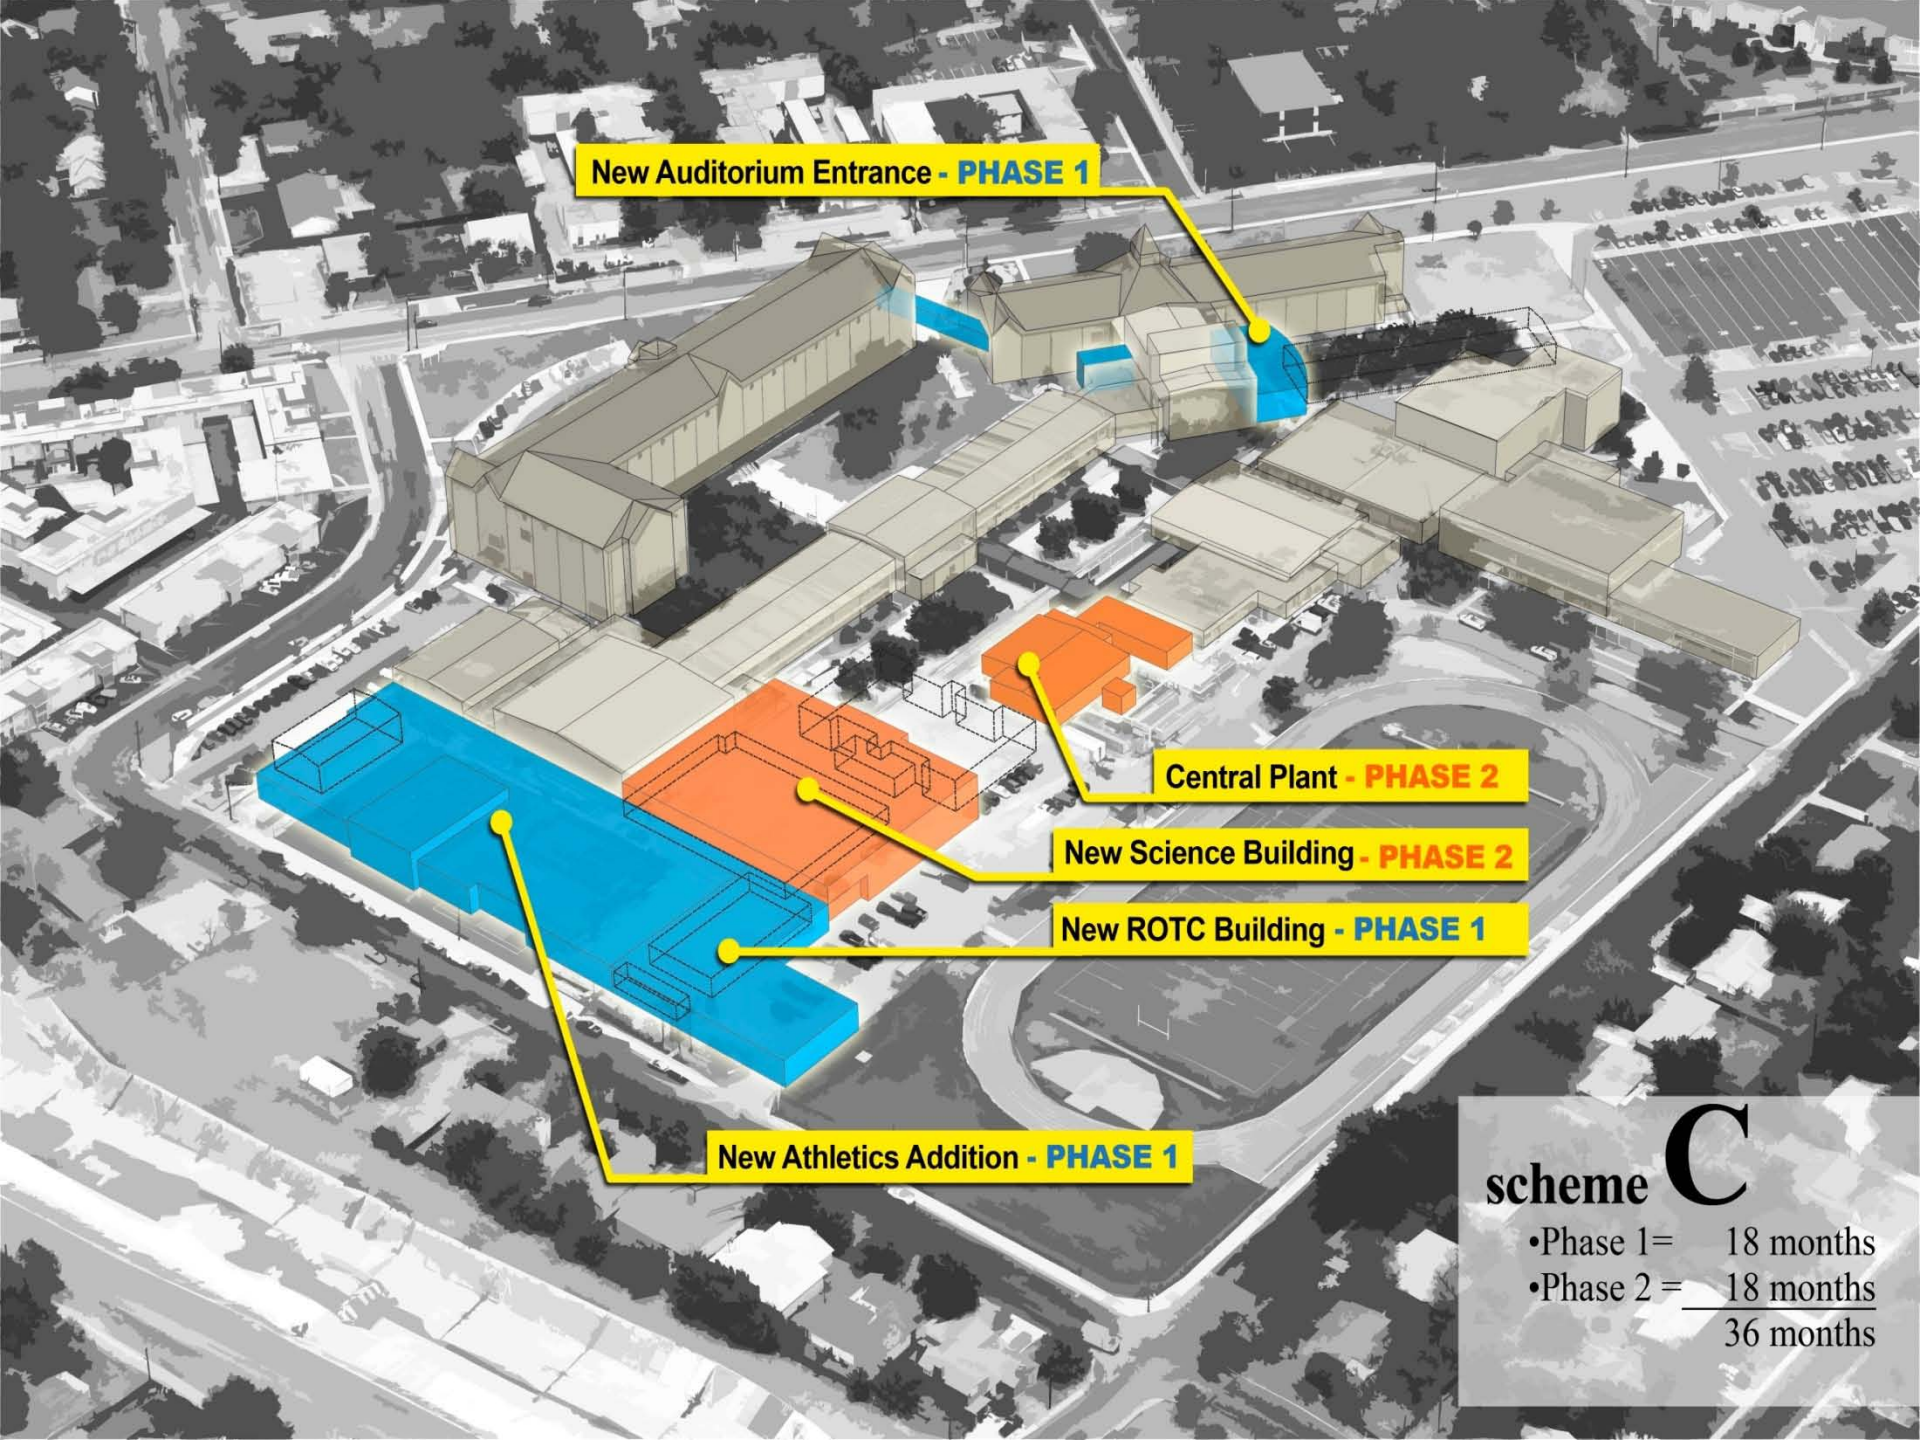 New Auditorium Entrance - PHASE 1
Central Plant - PHASE 2
New Science Building - PHASE 2
New ROTC Building - PHASE 1
New Athletics Addition - PHASE 1
scheme C
•Phase 1= 18 months
•Phase 2 = 18 months
36 months